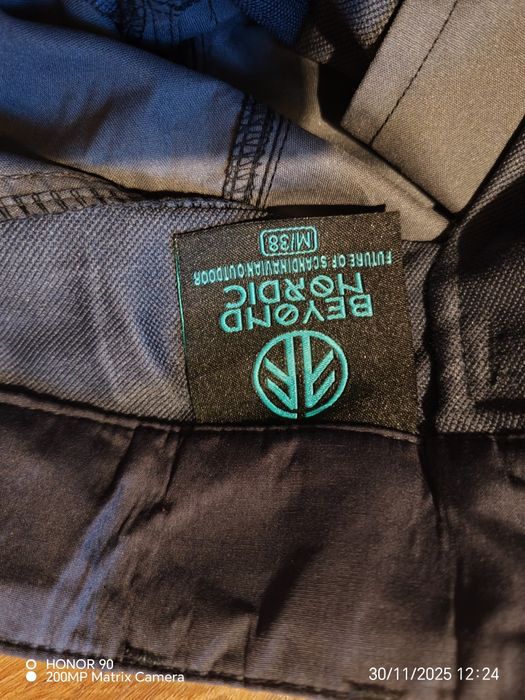 BEYOND
NORDIC
FUTURE OF SCANDINAVIAN OUTDOOR
M/38
HONOR 90
200MP Matrix Camera
30/11/2025 12:24